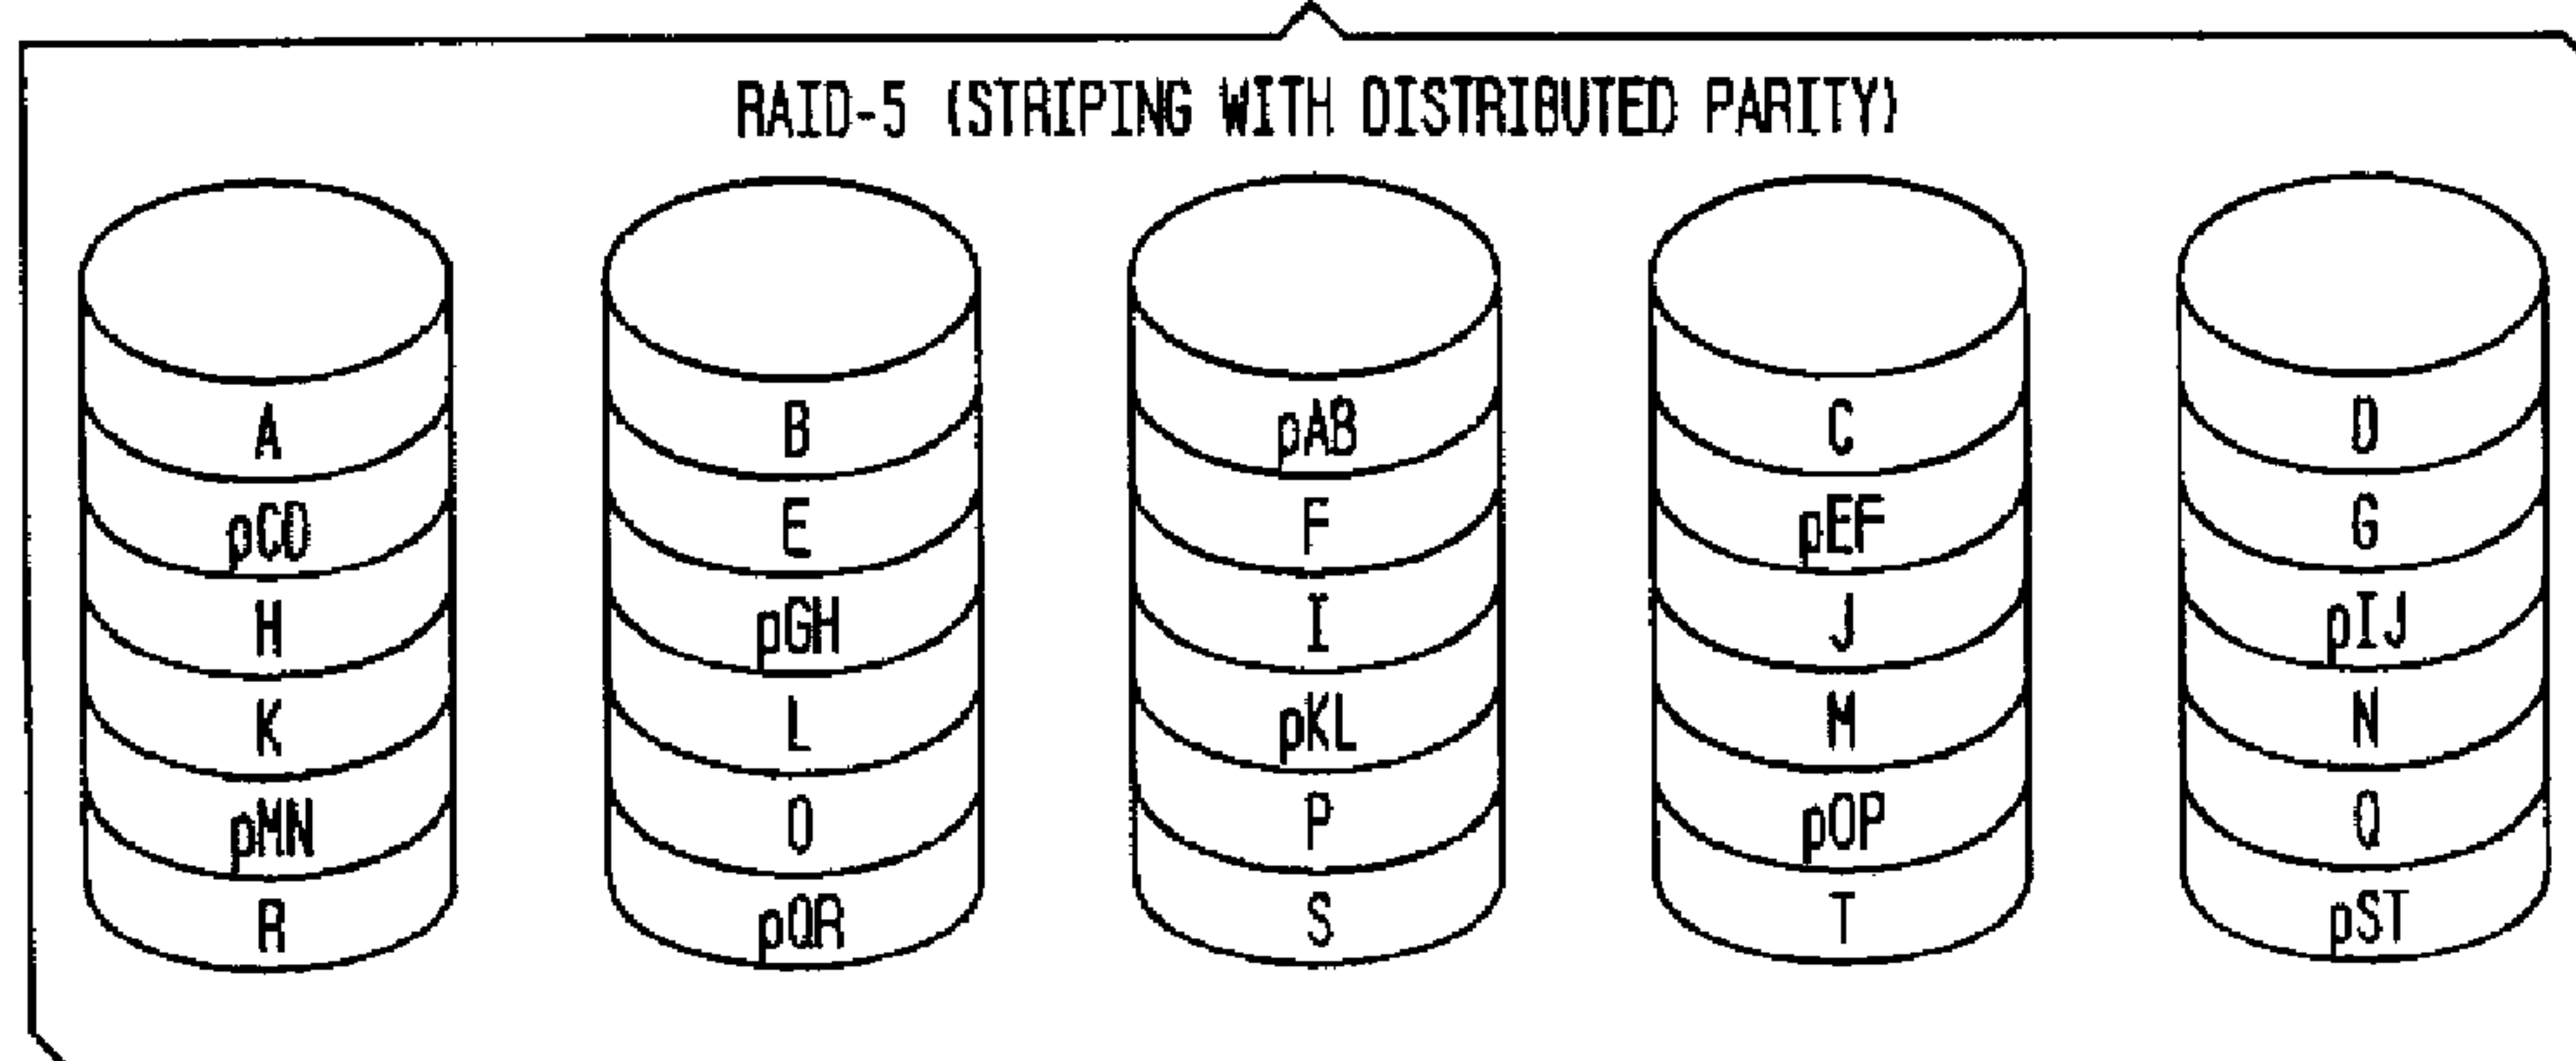 RAID-5 (STRIPING WITH DISTRIBUTED PARITY)
A B pAB C D
pCD E F pEF G
H pGH I J pIJ
K L pKL M N
pMN O P pOP Q
R pQR S T pST